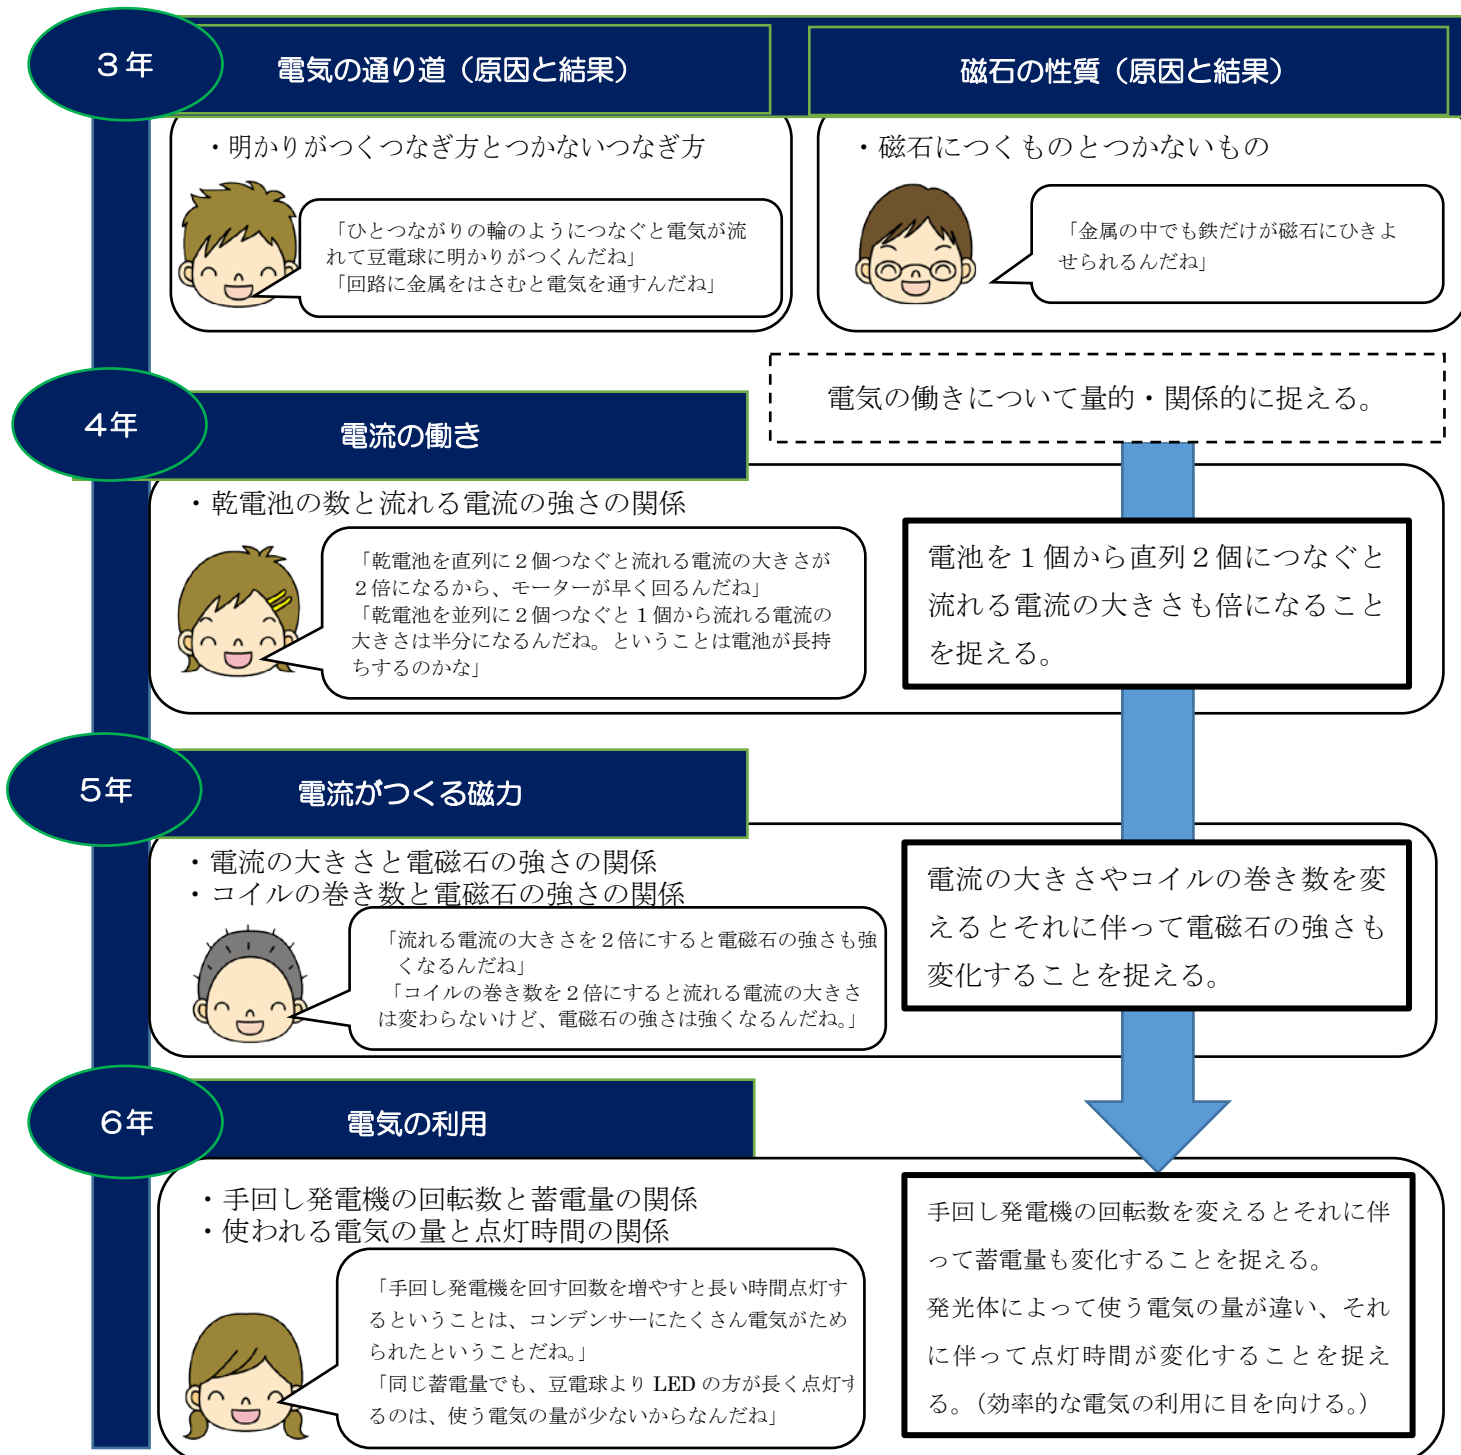 3年
電気の通り道（原因と結果）
磁石の性質（原因と結果）
・明かりがつくつなぎ方とつかないつなぎ方
「ひとつながりの輪のようにつなぐと電気が流
れて豆電球に明かりがつくんだね」
「回路に金属をはさむと電気を通すんだね」
・磁石につくものとつかないもの
「金属の中でも鉄だけが磁石にひきよ
せられるんだね」
電気の働きについて量的・関係的に捉える。
4年
電流の働き
・乾電池の数と流れる電流の強さの関係
「乾電池を直列に２個つなぐと流れる電流の大きさが
２倍になるから、モーターが早く回るんだね」
「乾電池を並列に２個つなぐと１個から流れる電流の
大きさは半分になるんだね。ということは電池が長持
ちするのかな」
電池を１個から直列２個につなぐと
流れる電流の大きさも倍になること
を捉える。
5年
電流がつくる磁力
・電流の大きさと電磁石の強さの関係
・コイルの巻き数と電磁石の強さの関係
「流れる電流の大きさを２倍にすると電磁石の強さも強
くなるんだね」
「コイルの巻き数を２倍にすると流れる電流の大きさ
は変わらないけど、電磁石の強さは強くなるんだね。」
電流の大きさやコイルの巻き数を変
えるとそれに伴って電磁石の強さも
変化することを捉える。
6年
電気の利用
・手回し発電機の回転数と蓄電量の関係
・使われる電気の量と点灯時間の関係
「手回し発電機を回す回数を増やすと長い時間点灯す
るということは、コンデンサーにたくさん電気がため
られたということだね。」
「同じ蓄電量でも、豆電球より LED の方が長く点灯す
るのは、使う電気の量が少ないからなんだね」
手回し発電機の回転数を変えるとそれに伴
って蓄電量も変化することを捉える。
発光体によって使う電気の量が違い、それ
に伴って点灯時間が変化することを捉え
る。（効率的な電気の利用に目を向ける。）